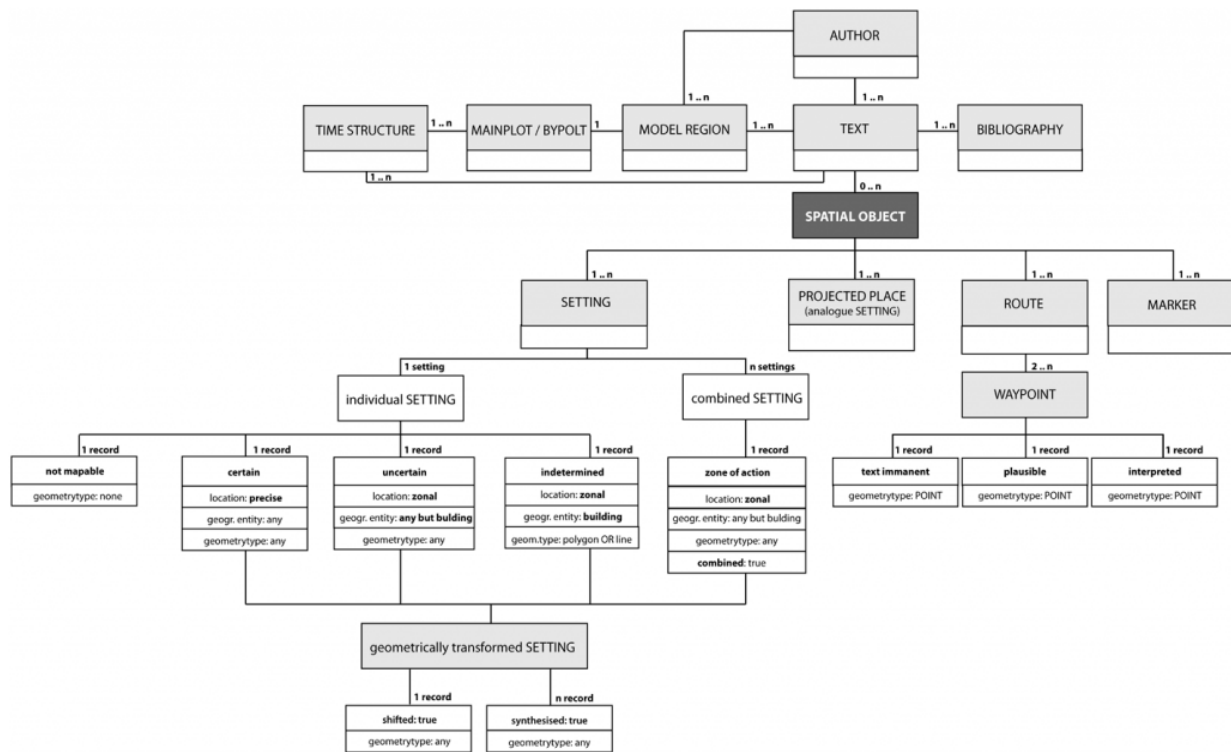 AUTHOR
1 .. n
1 .. n
TIME STRUCTURE
1 .. n
MAINPLOT / BYPOLT
1
MODEL REGION
1 .. n
TEXT
1 .. n
BIBLIOGRAPHY
1 .. n
0 .. n
SPATIAL OBJECT
1 .. n
1 .. n
1 .. n
1 .. n
SETTING
PROJECTED PLACE
(analogue SETTING)
ROUTE
MARKER
1 setting
n settings
2 .. n
individual SETTING
combined SETTING
WAYPOINT
1 record
1 record
1 record
1 record
1 record
1 record
1 record
1 record
not mapable
geometrytype: none
certain
location: precise
geogr. entity: any
geometrytype: any
uncertain
location: zonal
geogr. entity: any but bulding
geometrytype: any
indetermined
location: zonal
geogr. entity: building
geom.type: polygon OR line
zone of action
location: zonal
geogr. entity: any but bulding
geometrytype: any
combined: true
text immanent
geometrytype: POINT
plausible
geometrytype: POINT
interpreted
geometrytype: POINT
geometrically transformed SETTING
1 record
n record
shifted: true
geometrytype: any
synthesised: true
geometrytype: any